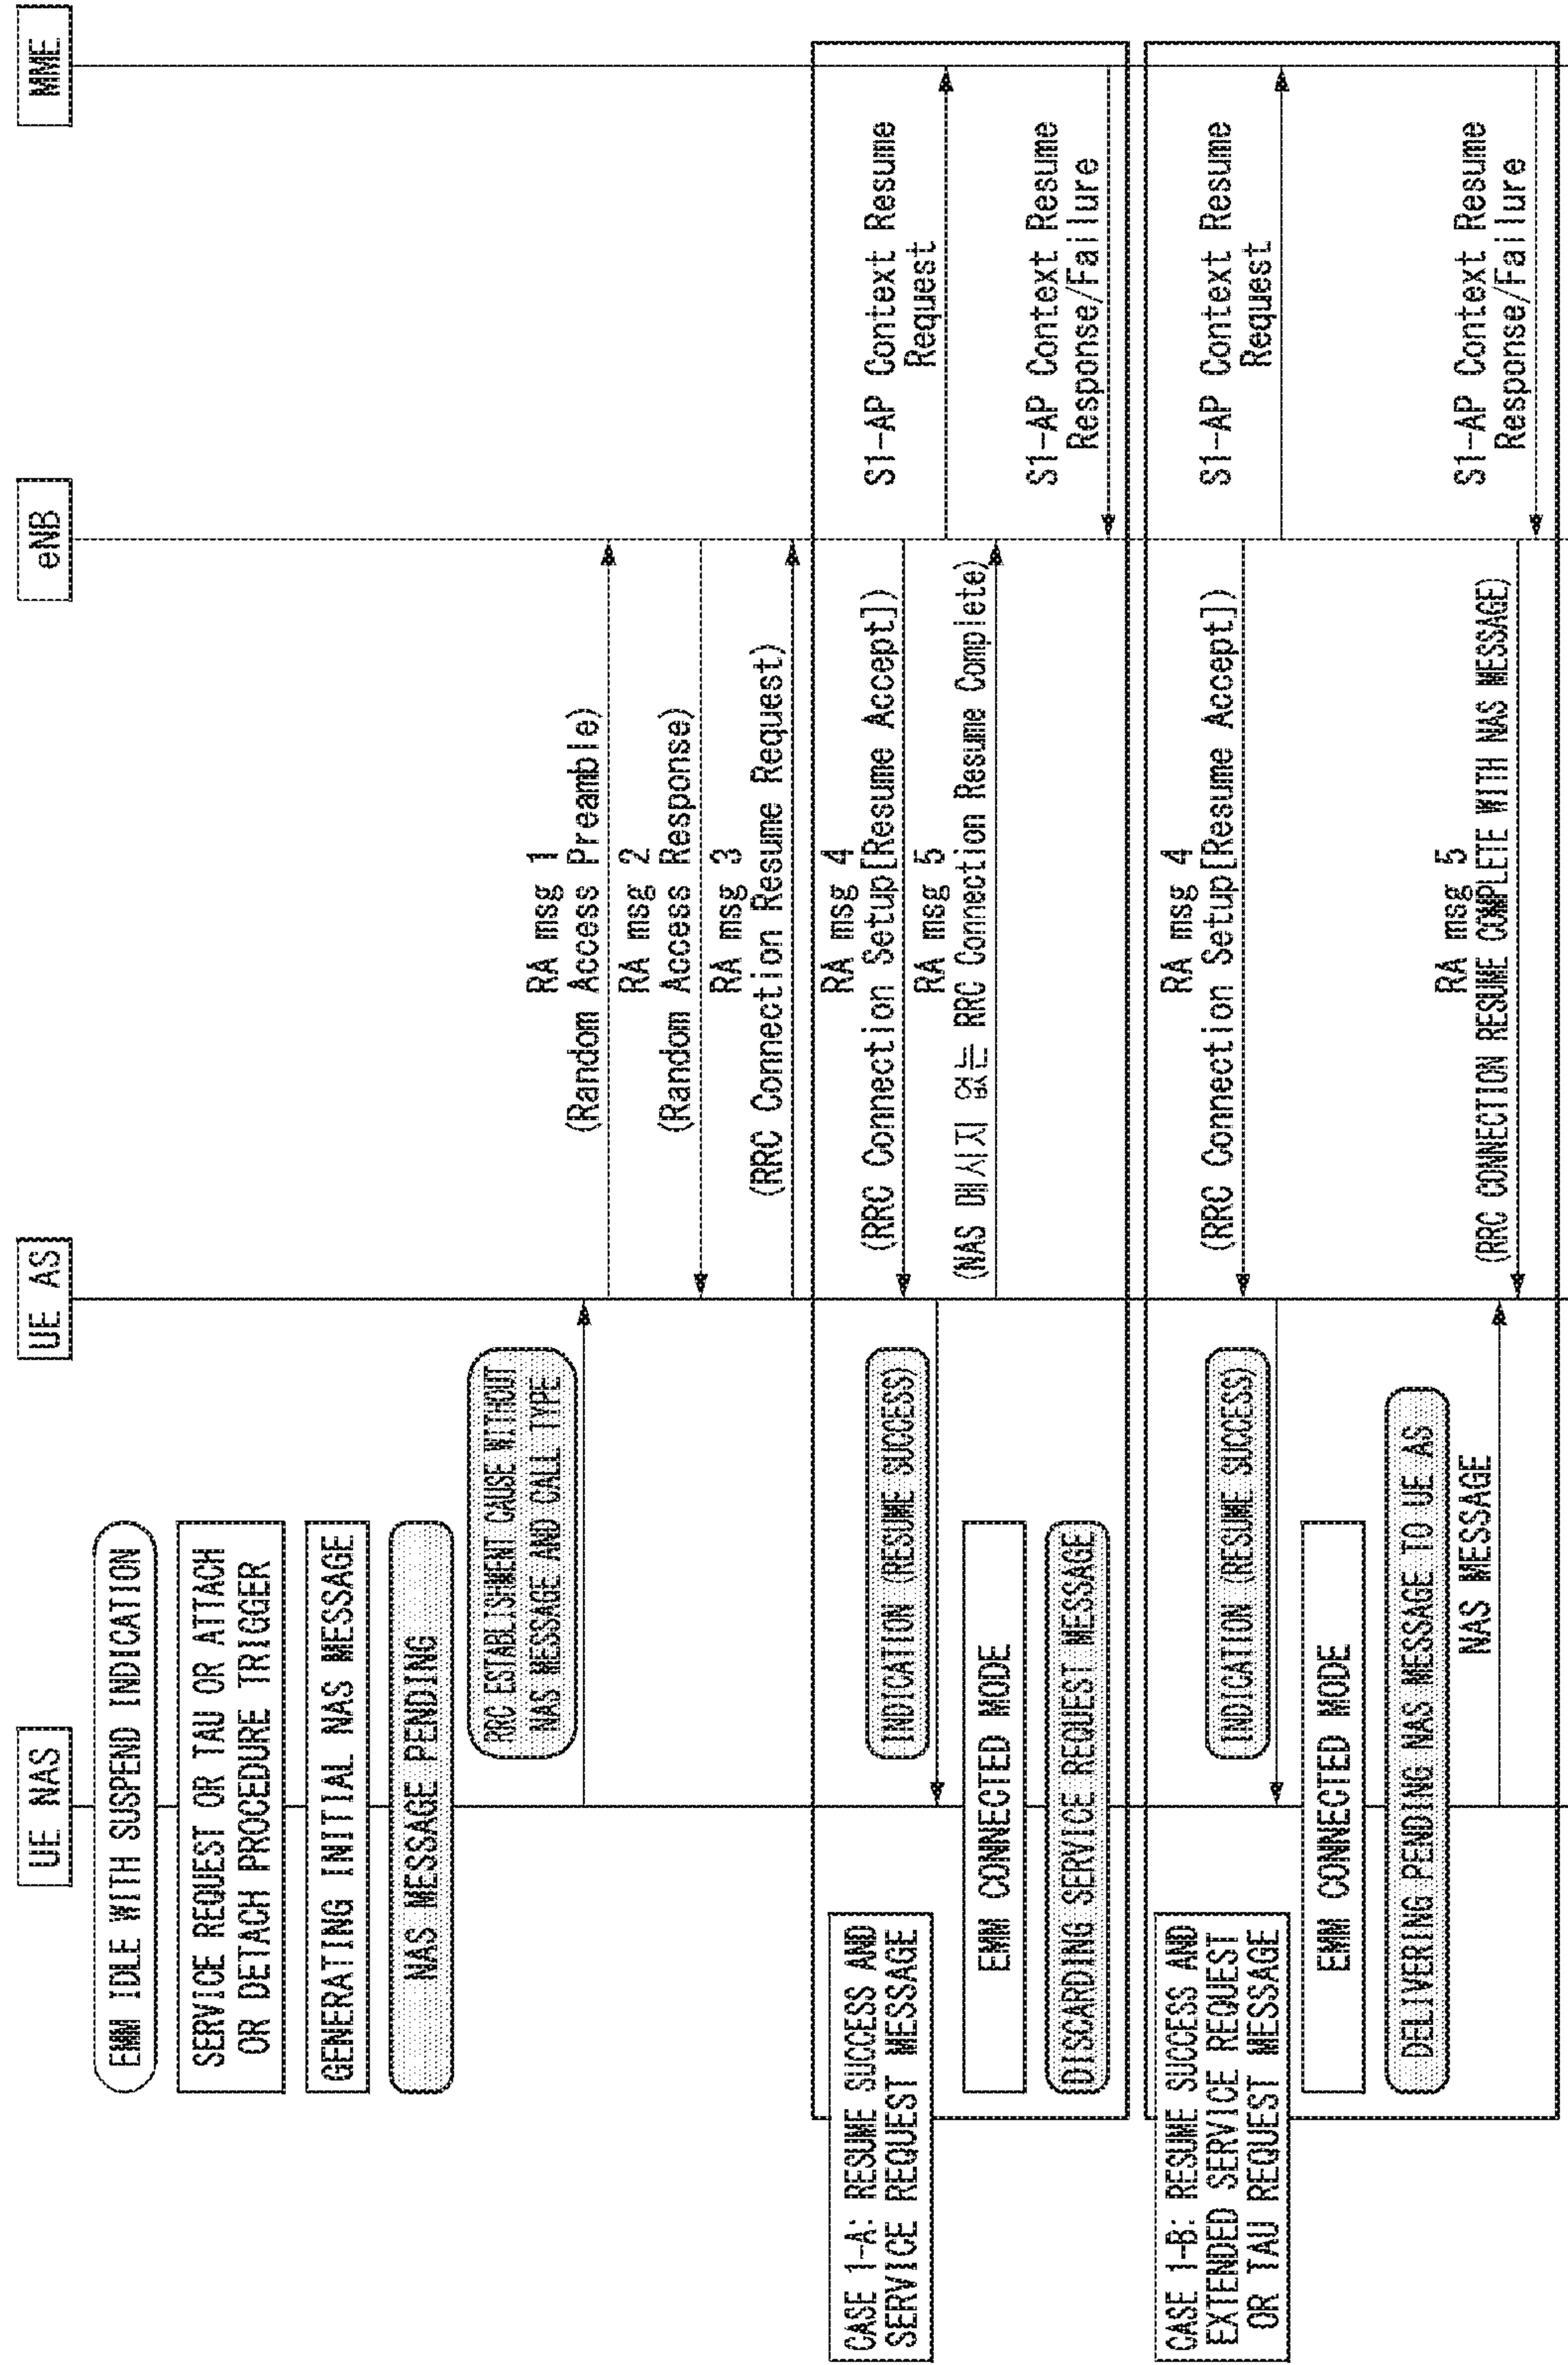 UE NAS
UE AS
eNB
MME
EMM IDLE WITH SUSPEND INDICATION
SERVICE REQUEST OR TAU OR ATTACH
OR DETACH PROCEDURE TRIGGER
GENERATING INITIAL NAS MESSAGE
NAS MESSAGE PENDING
RRC ESTABLISHMENT CAUSE WITHOUT
NAS MESSAGE AND CALL TYPE
RA msg 1
(Random Access Preamble)
RA msg 2
(Random Access Response)
RA msg 3
(RRC Connection Resume Request)
CASE 1-A: RESUME SUCCESS AND
SERVICE REQUEST MESSAGE
RA msg 4
(RRC Connection Setup[Resume Accept])
INDICATION (RESUME SUCCESS)
S1-AP Context Resume
Request
RA msg 5
(NAS 메시지 없는 RRC Connection Resume Complete)
EMM CONNECTED MODE
DISCARDING SERVICE REQUEST MESSAGE
S1-AP Context Resume
Response/Failure
CASE 1-B: RESUME SUCCESS AND
EXTENDED SERVICE REQUEST
OR TAU REQUEST MESSAGE
RA msg 4
(RRC Connection Setup[Resume Accept])
INDICATION (RESUME SUCCESS)
S1-AP Context Resume
Request
EMM CONNECTED MODE
DELIVERING PENDING NAS MESSAGE TO UE AS
NAS MESSAGE
RA msg 5
(RRC CONNECTION RESUME COMPLETE WITH NAS MESSAGE)
S1-AP Context Resume
Response/Failure